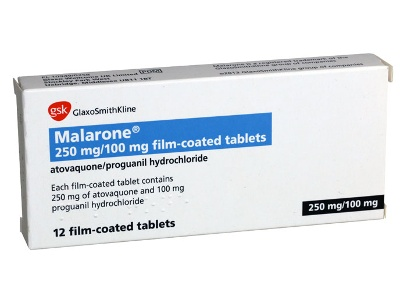 gsk GlaxoSmithKline
Malarone®
250 mg/100 mg film-coated tablets
atovaquone/proguanil hydrochloride
Each film-coated tablet contains
250 mg of atovaquone and 100 mg
proguanil hydrochloride
12 film-coated tablets
250 mg/100 mg